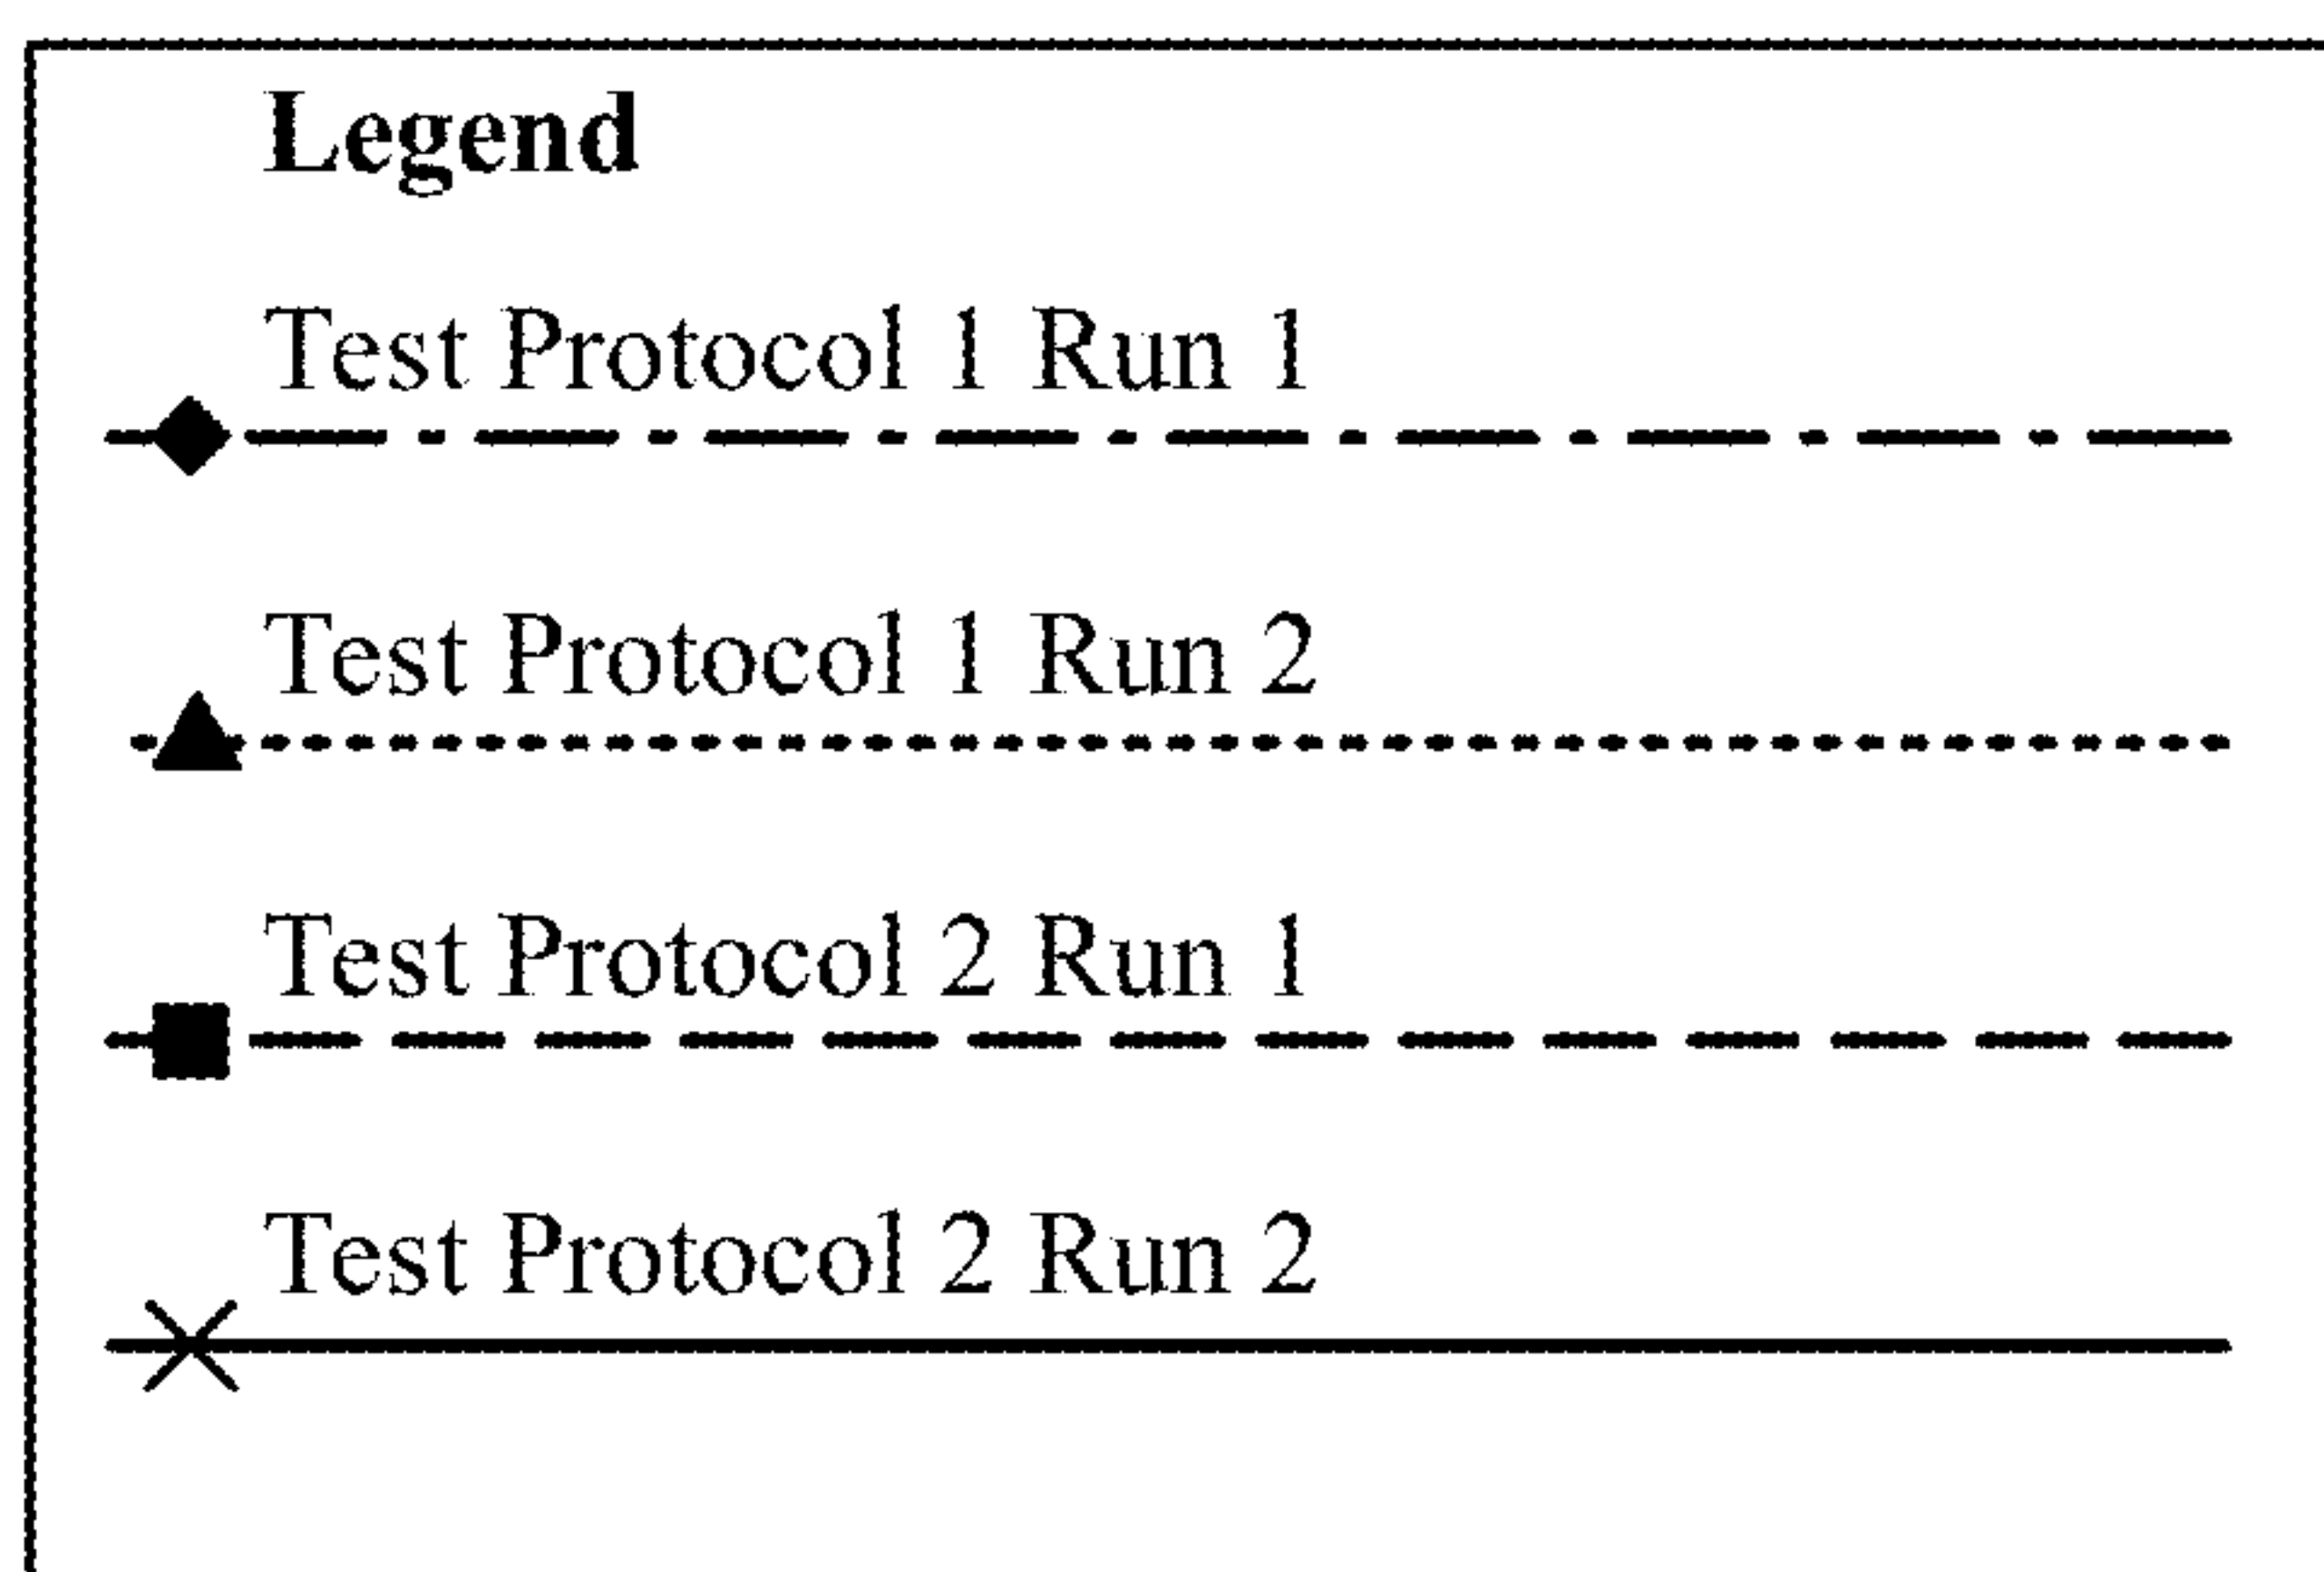 Legend
Test Protocol 1 Run 1
Test Protocol 1 Run 2
Test Protocol 2 Run 1
Test Protocol 2 Run 2